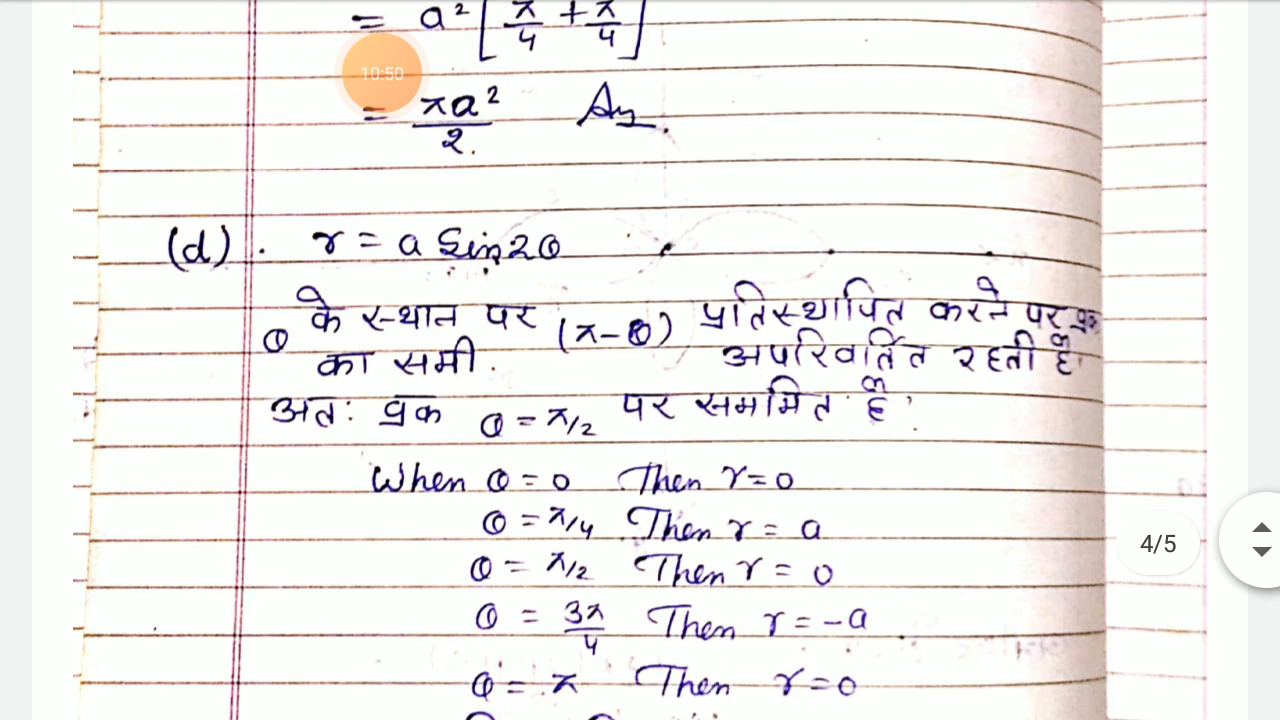 = a² [π/4 + π/4]
10:50
= πa²/2. Ans.
(d). r = a Sin2θ
θ के स्थान पर (π-θ) प्रतिस्थापित करने पर वक्र
का समी. अपरिवर्तित रहती है
अतः वक्र θ = π/2 पर सममित है.
When θ = 0 Then r = 0
θ = π/4 Then r = a
θ = π/2 Then r = 0
θ = 3π/4 Then r = -a
4/5
θ = π Then r = 0